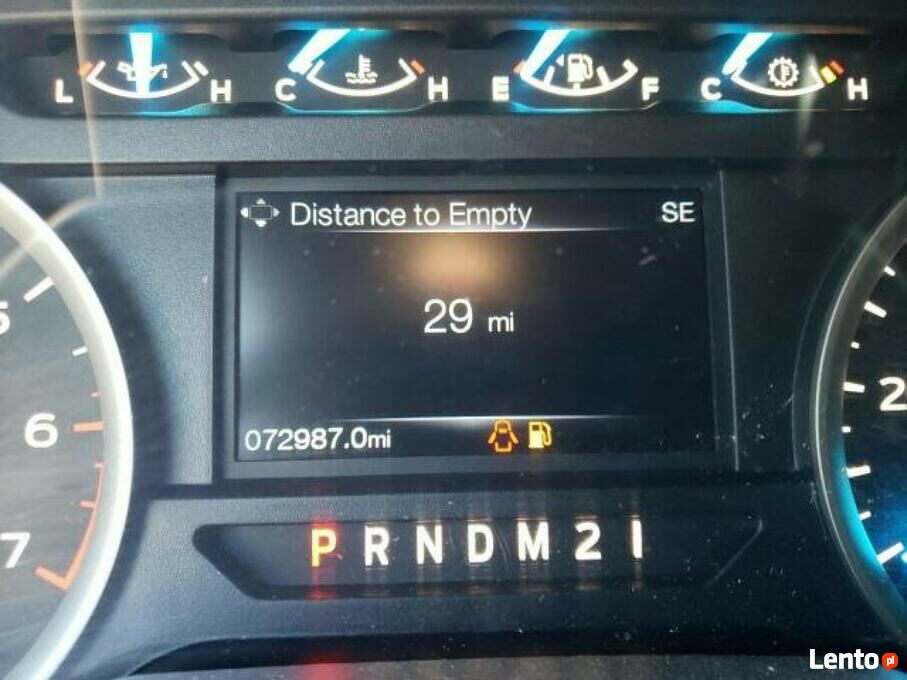 L H C H E F C H
Distance to Empty SE
29 mi
5
6
7
2
072987.0mi
P R N D M 2 1
Lento pl